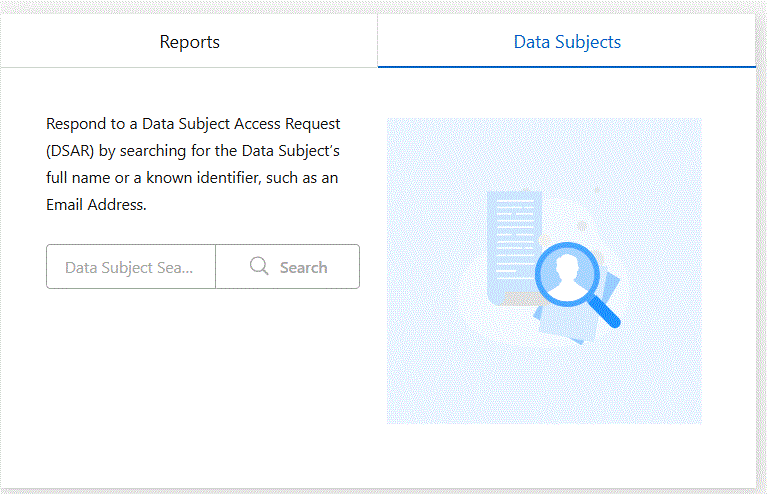 Reports
Data Subjects
Respond to a Data Subject Access Request
(DSAR) by searching for the Data Subject’s
full name or a known identifier, such as an
Email Address.
Data Subject Sea...
Search